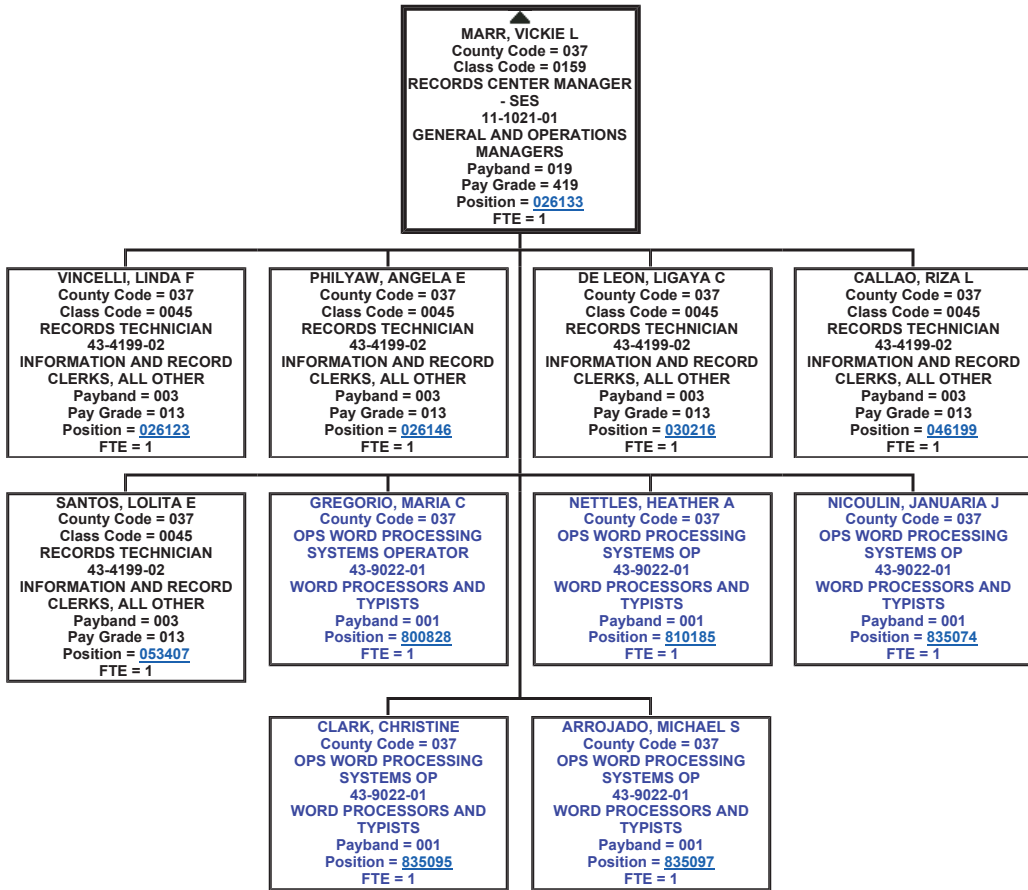 MARR, VICKIE L
County Code = 037
Class Code = 0159
RECORDS CENTER MANAGER
- SES
11-1021-01
GENERAL AND OPERATIONS
MANAGERS
Payband = 019
Pay Grade = 419
Position = 026133
FTE = 1
VINCELLI, LINDA F
County Code = 037
Class Code = 0045
RECORDS TECHNICIAN
43-4199-02
INFORMATION AND RECORD
CLERKS, ALL OTHER
Payband = 003
Pay Grade = 013
Position = 026123
FTE = 1
PHILYAW, ANGELA E
County Code = 037
Class Code = 0045
RECORDS TECHNICIAN
43-4199-02
INFORMATION AND RECORD
CLERKS, ALL OTHER
Payband = 003
Pay Grade = 013
Position = 026146
FTE = 1
DE LEON, LIGAYA C
County Code = 037
Class Code = 0045
RECORDS TECHNICIAN
43-4199-02
INFORMATION AND RECORD
CLERKS, ALL OTHER
Payband = 003
Pay Grade = 013
Position = 030216
FTE = 1
CALLAO, RIZA L
County Code = 037
Class Code = 0045
RECORDS TECHNICIAN
43-4199-02
INFORMATION AND RECORD
CLERKS, ALL OTHER
Payband = 003
Pay Grade = 013
Position = 046199
FTE = 1
SANTOS, LOLITA E
County Code = 037
Class Code = 0045
RECORDS TECHNICIAN
43-4199-02
INFORMATION AND RECORD
CLERKS, ALL OTHER
Payband = 003
Pay Grade = 013
Position = 053407
FTE = 1
GREGORIO, MARIA C
County Code = 037
OPS WORD PROCESSING
SYSTEMS OPERATOR
43-9022-01
WORD PROCESSORS AND
TYPISTS
Payband = 001
Position = 800828
FTE = 1
NETTLES, HEATHER A
County Code = 037
OPS WORD PROCESSING
SYSTEMS OP
43-9022-01
WORD PROCESSORS AND
TYPISTS
Payband = 001
Position = 810185
FTE = 1
NICOULIN, JANUARIA J
County Code = 037
OPS WORD PROCESSING
SYSTEMS OP
43-9022-01
WORD PROCESSORS AND
TYPISTS
Payband = 001
Position = 835074
FTE = 1
CLARK, CHRISTINE
County Code = 037
OPS WORD PROCESSING
SYSTEMS OP
43-9022-01
WORD PROCESSORS AND
TYPISTS
Payband = 001
Position = 835095
FTE = 1
ARROJADO, MICHAEL S
County Code = 037
OPS WORD PROCESSING
SYSTEMS OP
43-9022-01
WORD PROCESSORS AND
TYPISTS
Payband = 001
Position = 835097
FTE = 1